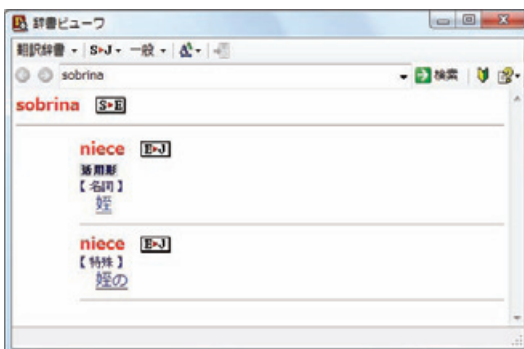 辞書ビューワ
翻訳辞書 S▸J 一般
sobrina 検索
sobrina S▸E
niece E▸J
活用形
【名詞】
姪
niece E▸J
【特殊】
姪の